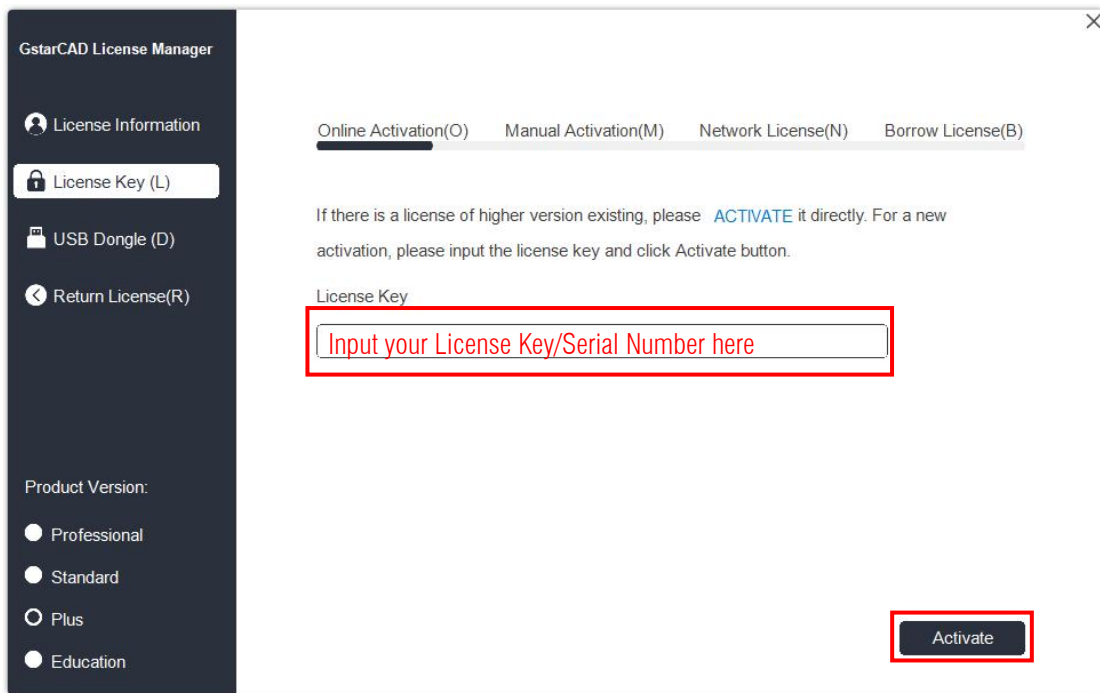 GstarCAD License Manager
License Information
License Key (L)
USB Dongle (D)
Return License(R)
Product Version:
Professional
Standard
Plus
Education
Online Activation(O) Manual Activation(M) Network License(N) Borrow License(B)
If there is a license of higher version existing, please ACTIVATE it directly. For a new
activation, please input the license key and click Activate button.
License Key
Input your License Key/Serial Number here
Activate